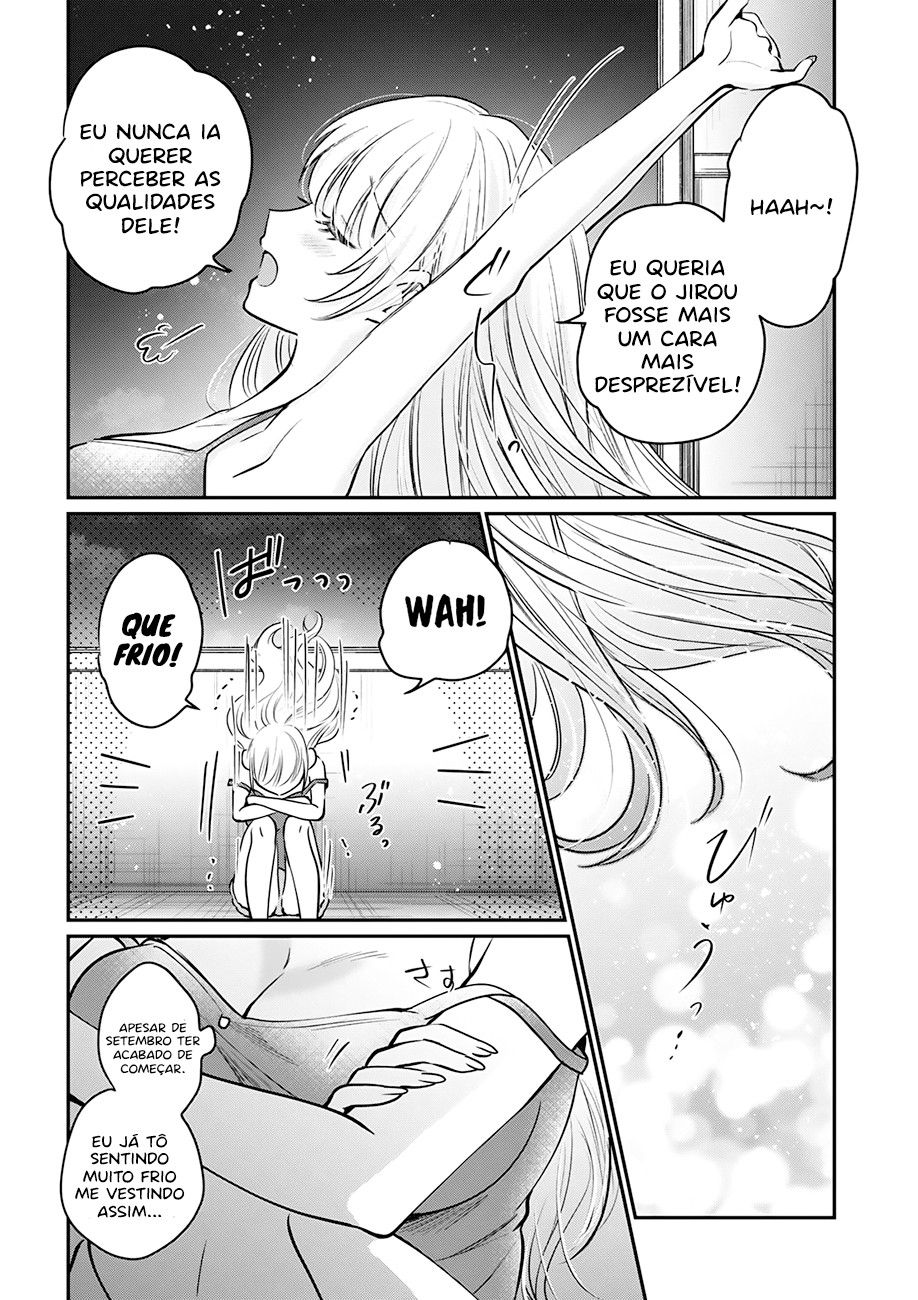 HAAH~!
EU QUERIA
QUE O JIROU
FOSSE MAIS
UM CARA
MAIS
DESPREZÍVEL!
EU NUNCA IA
QUERER
PERCEBER AS
QUALIDADES
DELE!
びゅうっ
WAH!
ばっっっ
QUE
FRIO!
ぶるっ
さす
APESAR DE
SETEMBRO TER
ACABADO DE
COMEÇAR.
EU JÁ TÔ
SENTINDO
MUITO FRIO
ME VESTINDO
ASSIM...